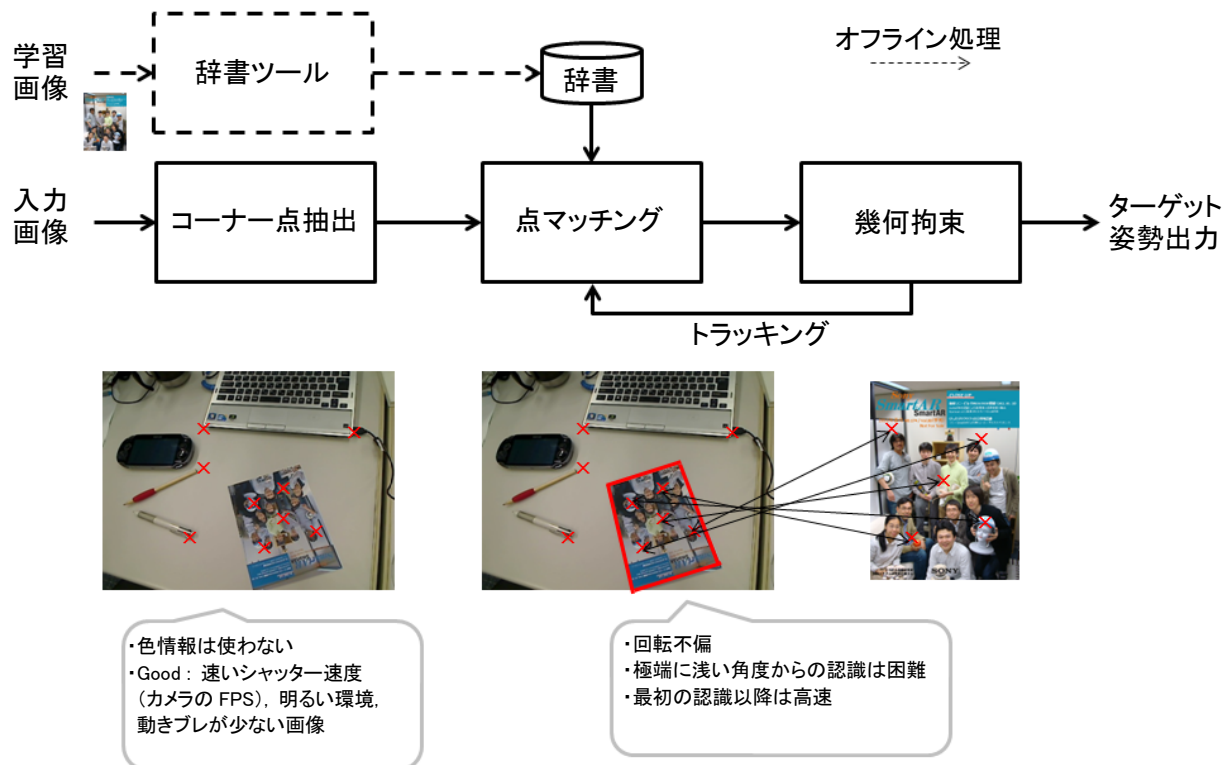 学習
画像
辞書ツール
辞書
オフライン処理
入力
画像
コーナー点抽出
点マッチング
幾何拘束
ターゲット
姿勢出力
トラッキング
SmartAR
SmartAR
SONY
・色情報は使わない
・Good : 速いシャッター速度
（カメラの FPS), 明るい環境,
動きブレが少ない画像
・回転不偏
・極端に浅い角度からの認識は困難
・最初の認識以降は高速